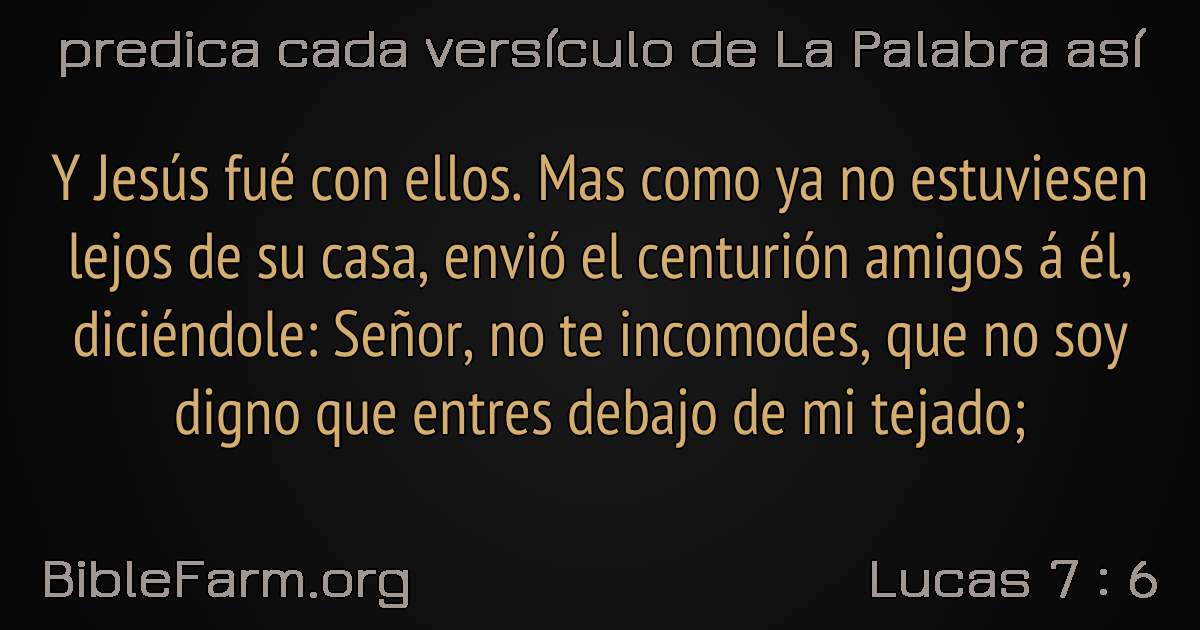 predica cada versículo de La Palabra así
Y Jesús fué con ellos. Mas como ya no estuviesen
lejos de su casa, envió el centurión amigos á él,
diciéndole: Señor, no te incomodes, que no soy
digno que entres debajo de mi tejado;
BibleFarm.org
Lucas 7 : 6